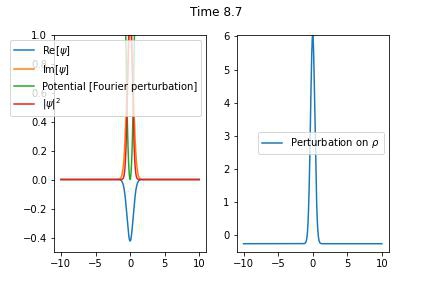 Time 8.7
Re[ψ]
Im[ψ]
Potential [Fourier perturbation]
|ψ|²
1.0
0.8
0.6
0.4
0.2
0.0
−0.2
−0.4
−10 −5 0 5 10
Perturbation on ρ
6
5
4
3
2
1
0
−10 −5 0 5 10